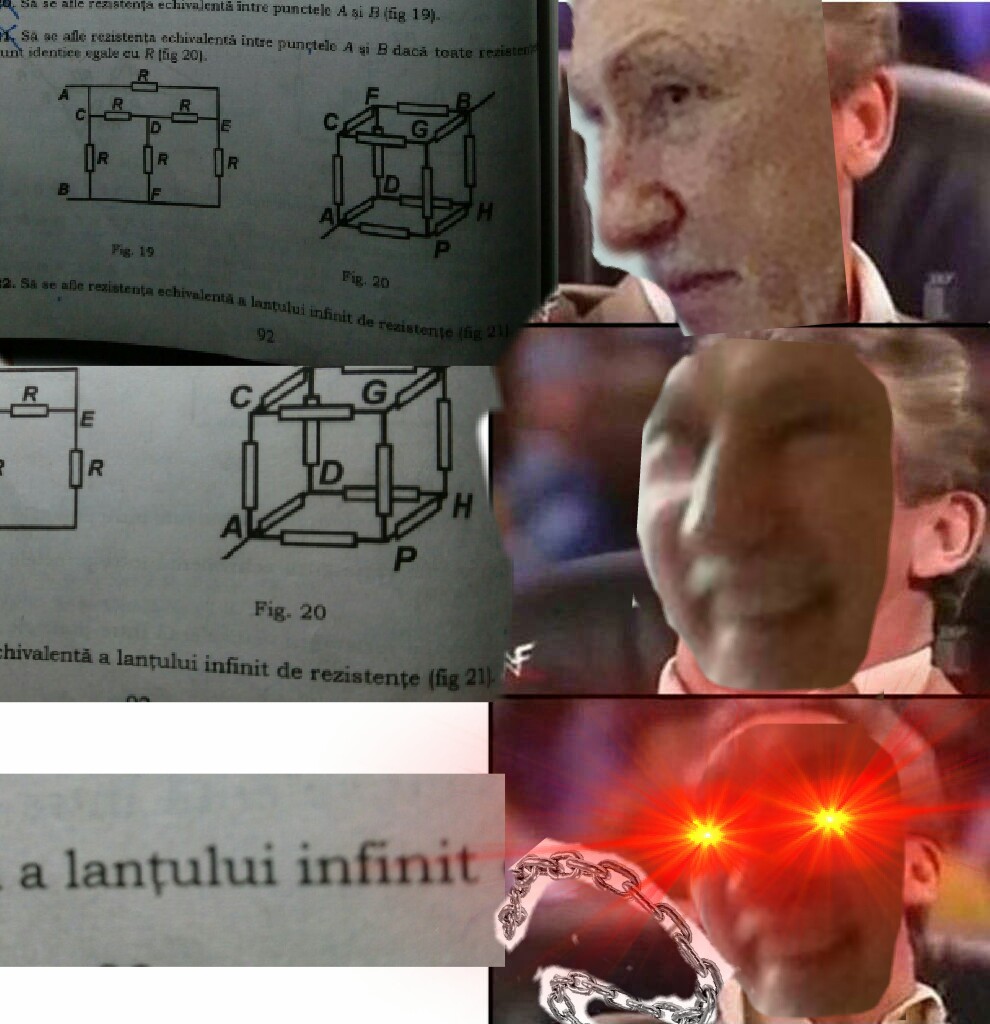 Să se afle rezistența echivalentă între punctele A și B (fig 19).
Să se afle rezistența echivalentă între punctele A și B dacă toate
identice egale cu R (fig 20).
A R
C R R
D E
R R R
B F
F B
C G
D
A H
P
Fig. 19
Fig. 20
2. Să se afle rezistența echivalentă a lanțului infinit de rezistențe (fig 21)
92
R
E
R
C G
D
A H
P
Fig. 20
chivalentă a lanțului infinit de rezistențe (fig 21).
a lanțului infinit